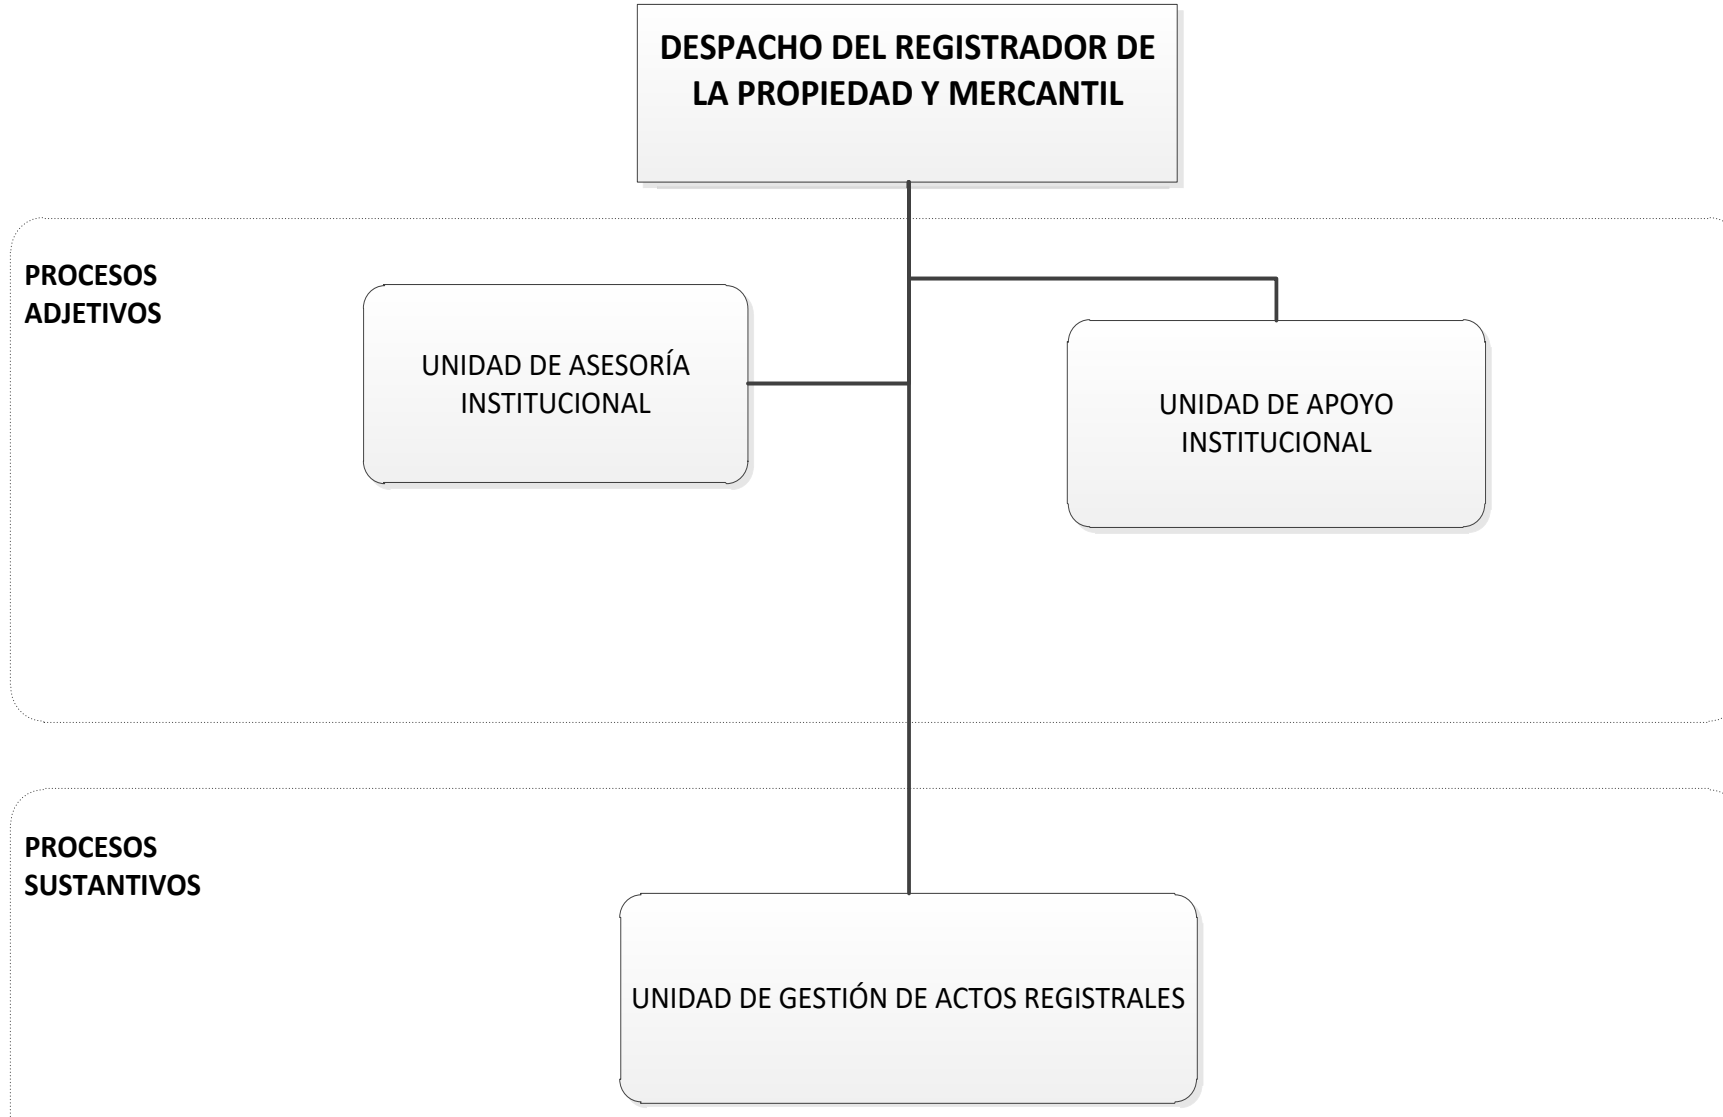 DESPACHO DEL REGISTRADOR DE
LA PROPIEDAD Y MERCANTIL
PROCESOS
ADJETIVOS
UNIDAD DE ASESORÍA
INSTITUCIONAL
UNIDAD DE APOYO
INSTITUCIONAL
PROCESOS
SUSTANTIVOS
UNIDAD DE GESTIÓN DE ACTOS REGISTRALES